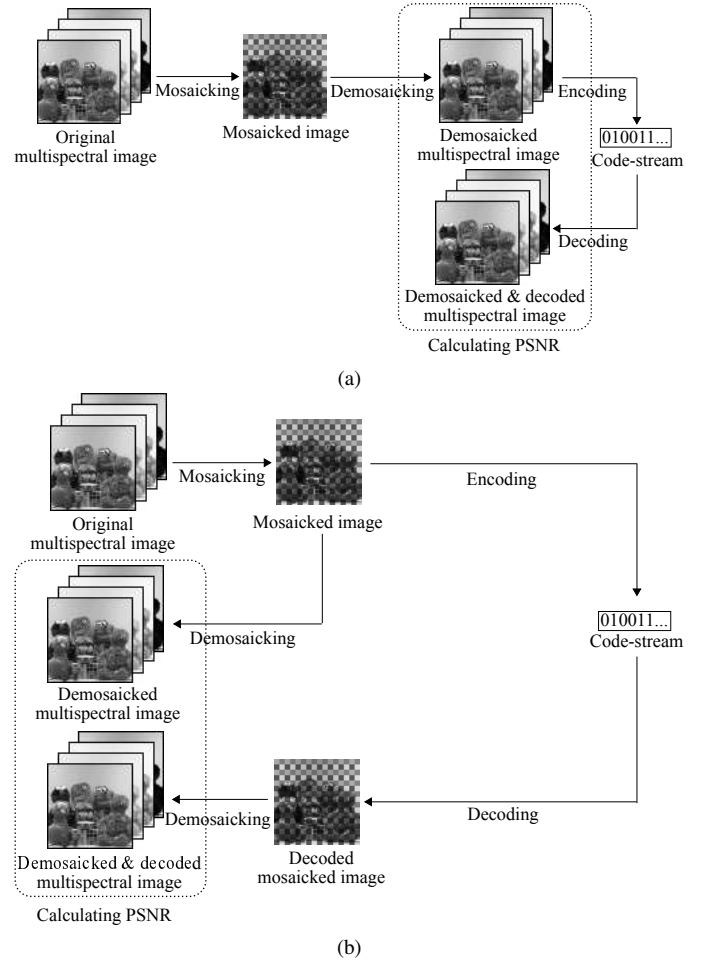 Mosaicking
Demosaicking
Encoding
Original
multispectral image
Mosaicked image
Demosaicked
multispectral image
010011...
Code-stream
Decoding
Demosaicked & decoded
multispectral image
Calculating PSNR
(a)
Mosaicking
Encoding
Original
multispectral image
Mosaicked image
010011...
Code-stream
Demosaicking
Demosaicked
multispectral image
Decoding
Demosaicking
Demosaicked & decoded
multispectral image
Decoded
mosaicked image
Calculating PSNR
(b)